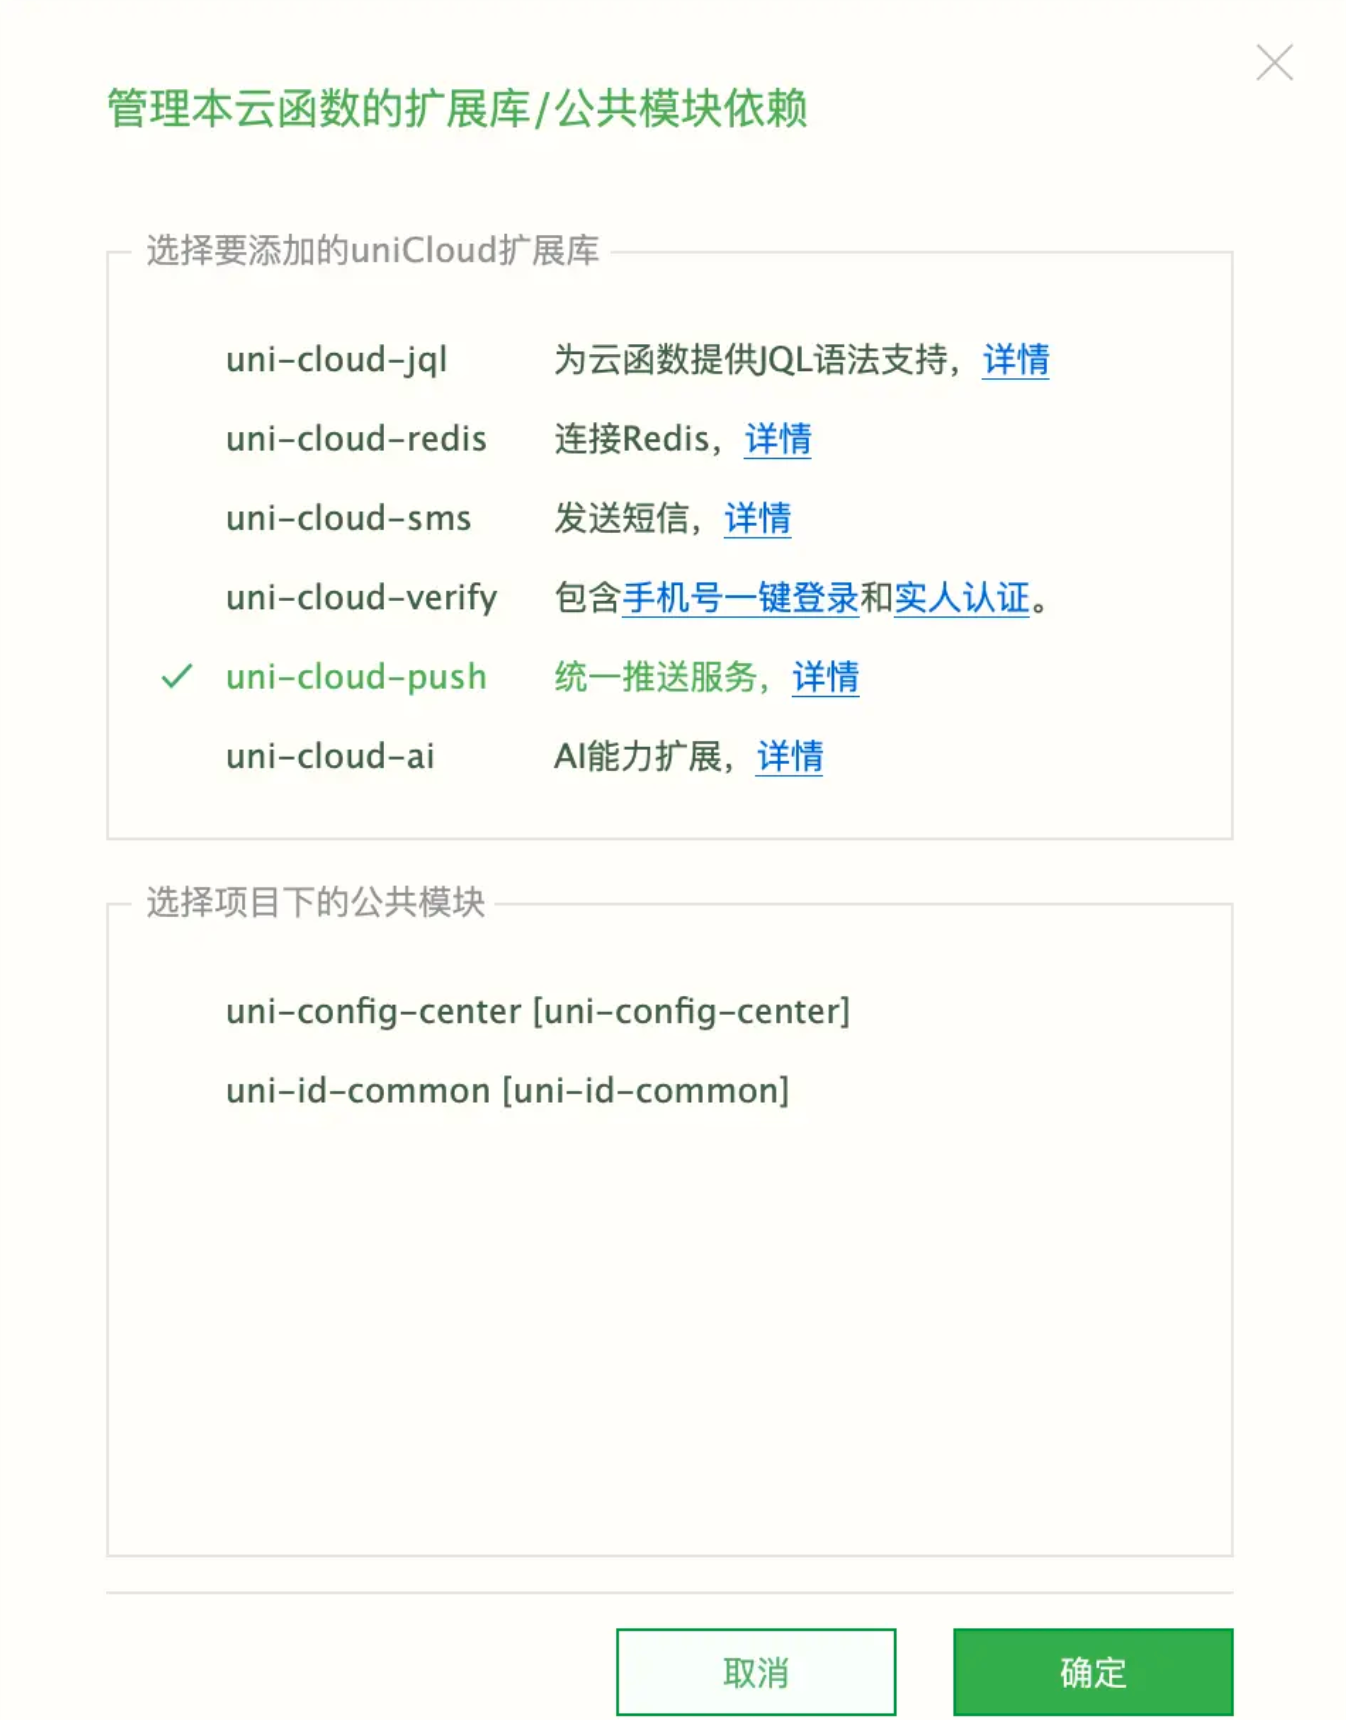 管理本云函数的扩展库/公共模块依赖
选择要添加的uniCloud扩展库
uni-cloud-jql 为云函数提供JQL语法支持，详情
uni-cloud-redis 连接Redis，详情
uni-cloud-sms 发送短信，详情
uni-cloud-verify 包含手机号一键登录和实人认证。
uni-cloud-push 统一推送服务，详情
uni-cloud-ai AI能力扩展，详情
选择项目下的公共模块
uni-config-center [uni-config-center]
uni-id-common [uni-id-common]
取消 确定